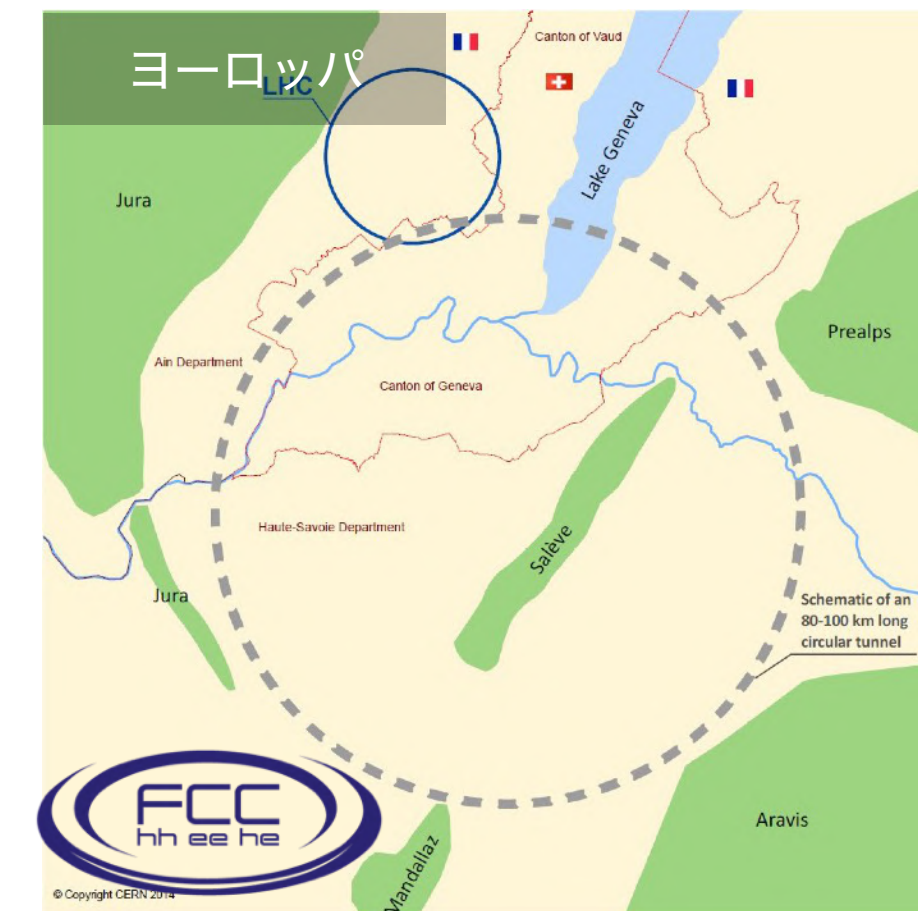 ヨーロッパ
LHC
Canton of Vaud
Lake Geneva
Jura
Prealps
Ain Department
Canton of Geneva
Haute-Savoie Department
Salève
Jura
Schematic of an
80-100 km long
circular tunnel
FCC
hh ee he
Aravis
Mandallaz
© Copyright CERN 2014